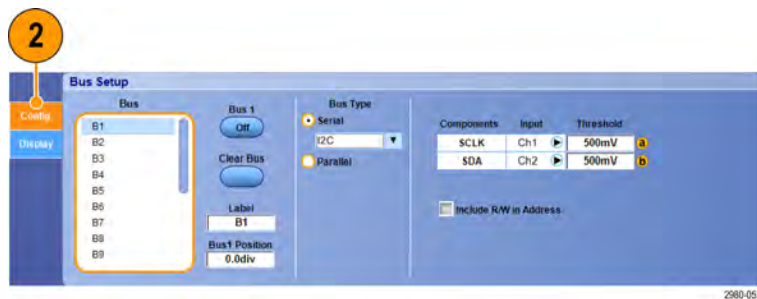 2
Bus Setup
Config
Display
Bus
B1
B2
B3
B4
B5
B6
B7
B8
B9
Bus 1
Off
Clear Bus
Label
B1
Bus1 Position
0.0div
Bus Type
Serial
I2C
Parallel
Components Input Threshold
SCLK Ch1 500mV a
SDA Ch2 500mV b
Include R/W in Address
2980-05